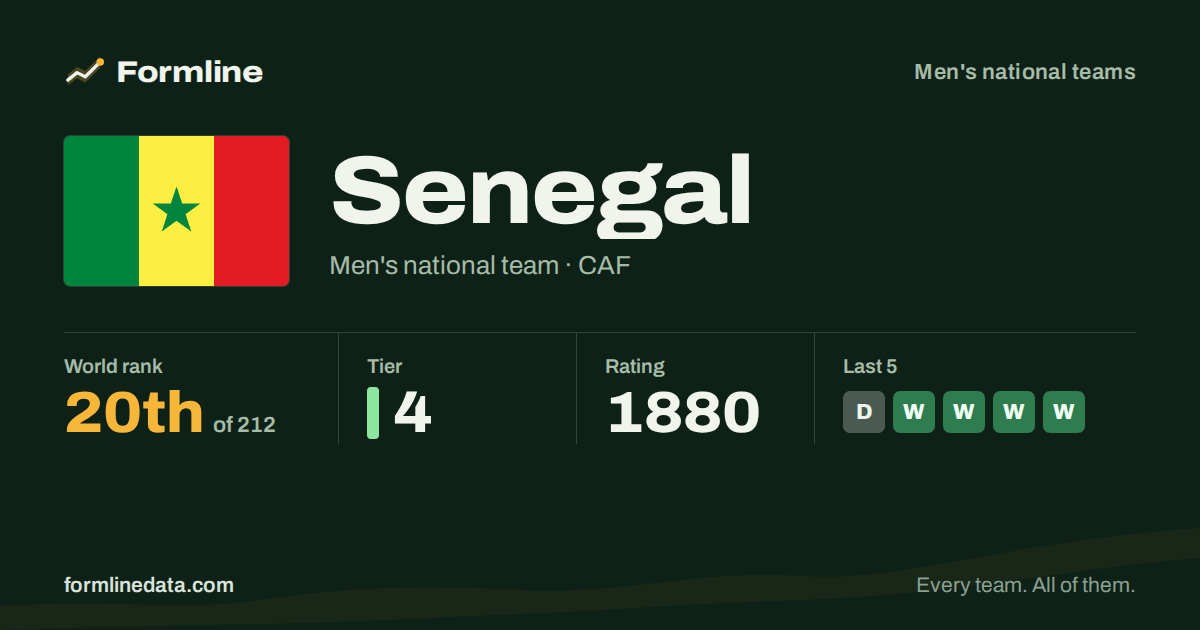 Formline
Men's national teams
Senegal
Men's national team · CAF
World rank
20th of 212
Tier
4
Rating
1880
Last 5
D W W W W
formlinedata.com
Every team. All of them.